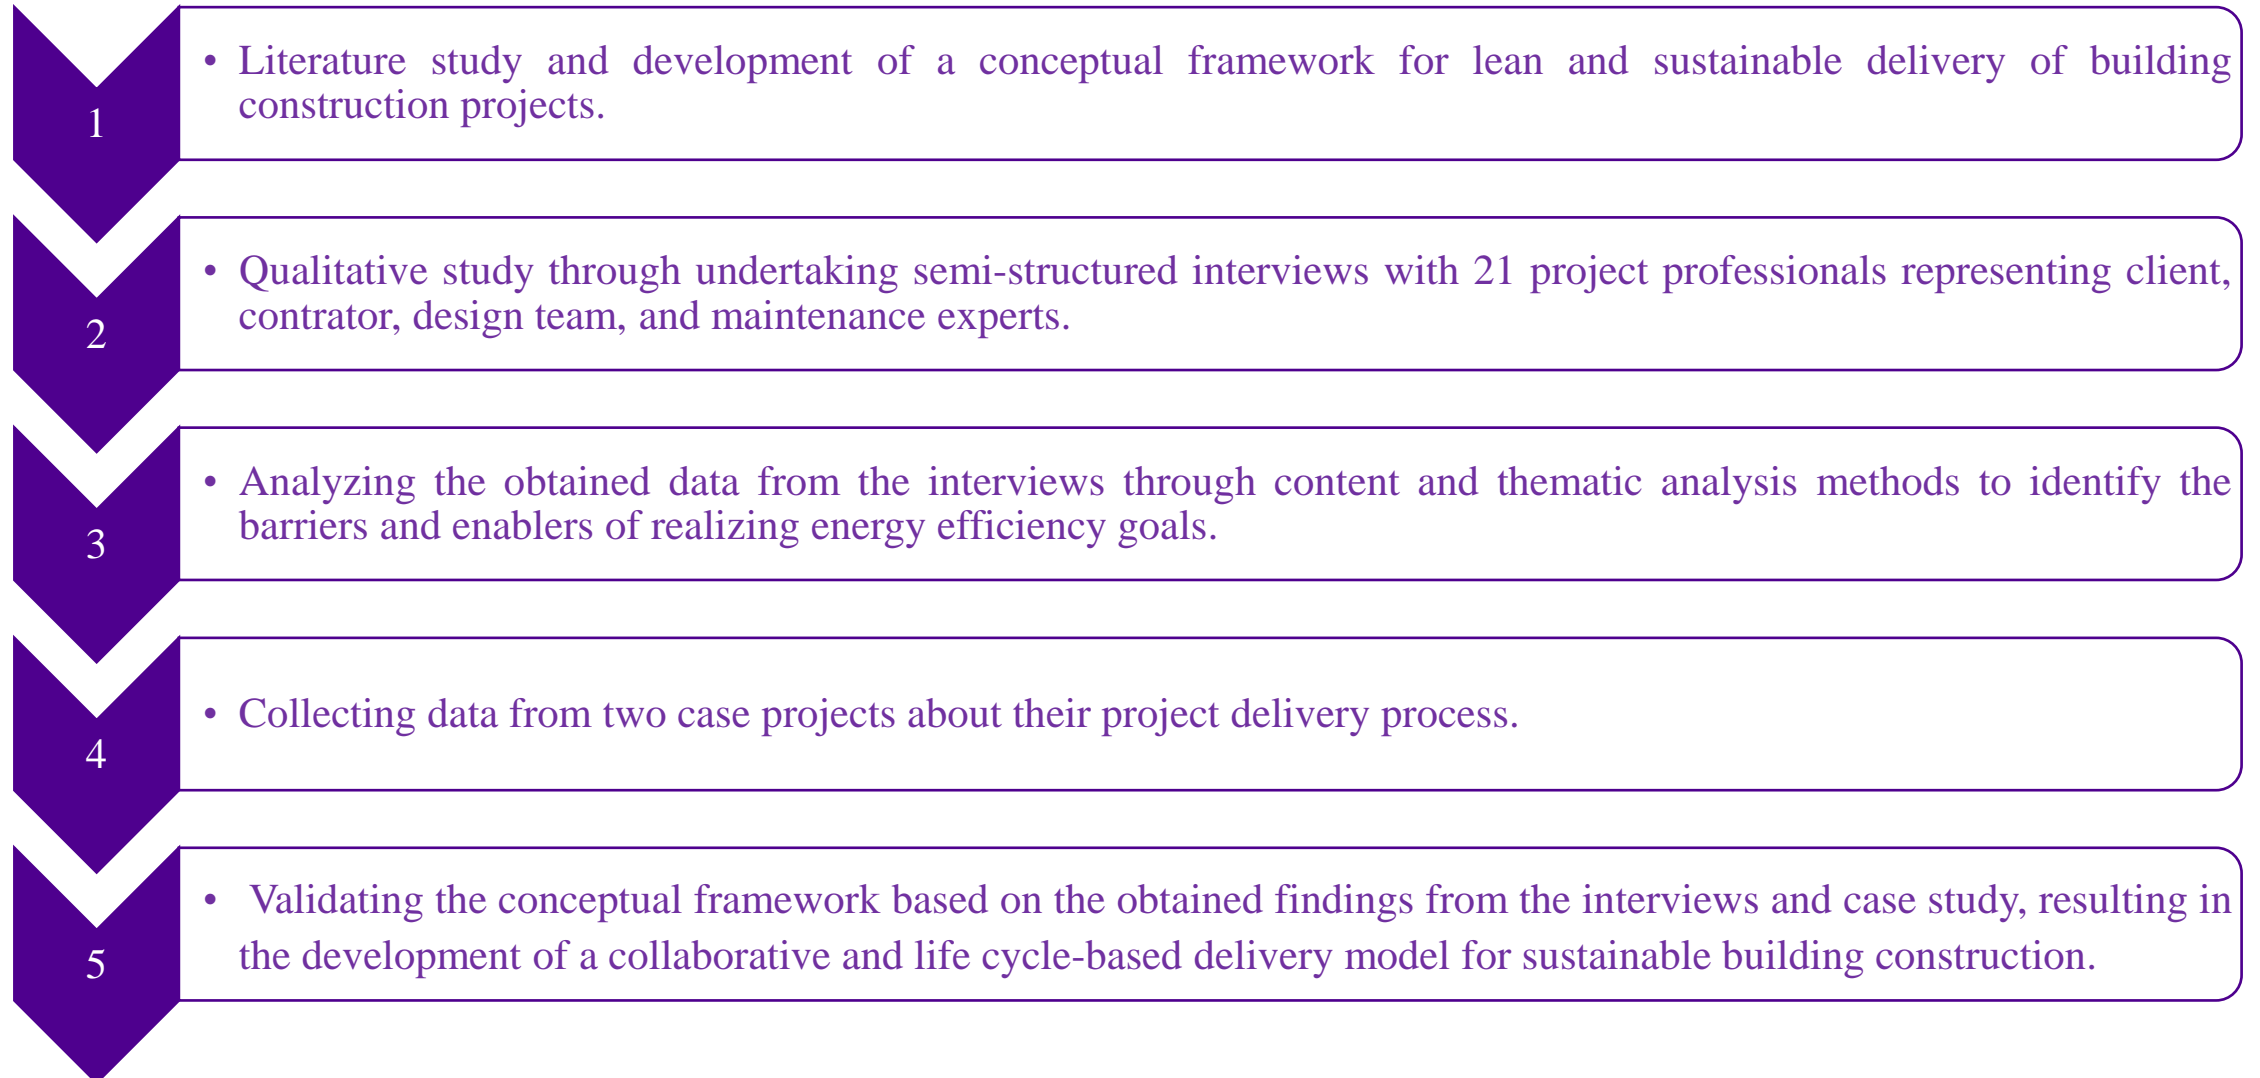 1
• Literature study and development of a conceptual framework for lean and sustainable delivery of building
construction projects.
2
• Qualitative study through undertaking semi-structured interviews with 21 project professionals representing client,
contrator, design team, and maintenance experts.
3
• Analyzing the obtained data from the interviews through content and thematic analysis methods to identify the
barriers and enablers of realizing energy efficiency goals.
4
• Collecting data from two case projects about their project delivery process.
5
• Validating the conceptual framework based on the obtained findings from the interviews and case study, resulting in
the development of a collaborative and life cycle-based delivery model for sustainable building construction.